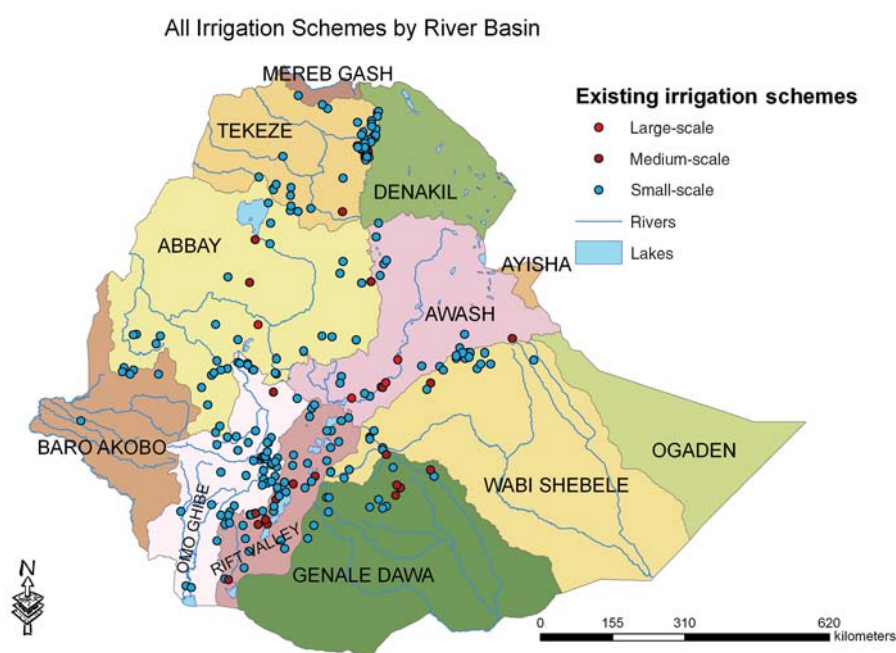 All Irrigation Schemes by River Basin
MEREB GASH
TEKEZE
DENAKIL
ABBAY
AYISHA
AWASH
BARO AKOBO
OGADEN
WABI SHEBELE
OMO GHIBE
RIFT VALLEY
GENALE DAWA
Existing irrigation schemes
Large-scale
Medium-scale
Small-scale
Rivers
Lakes
N
0 155 310 620
kilometers